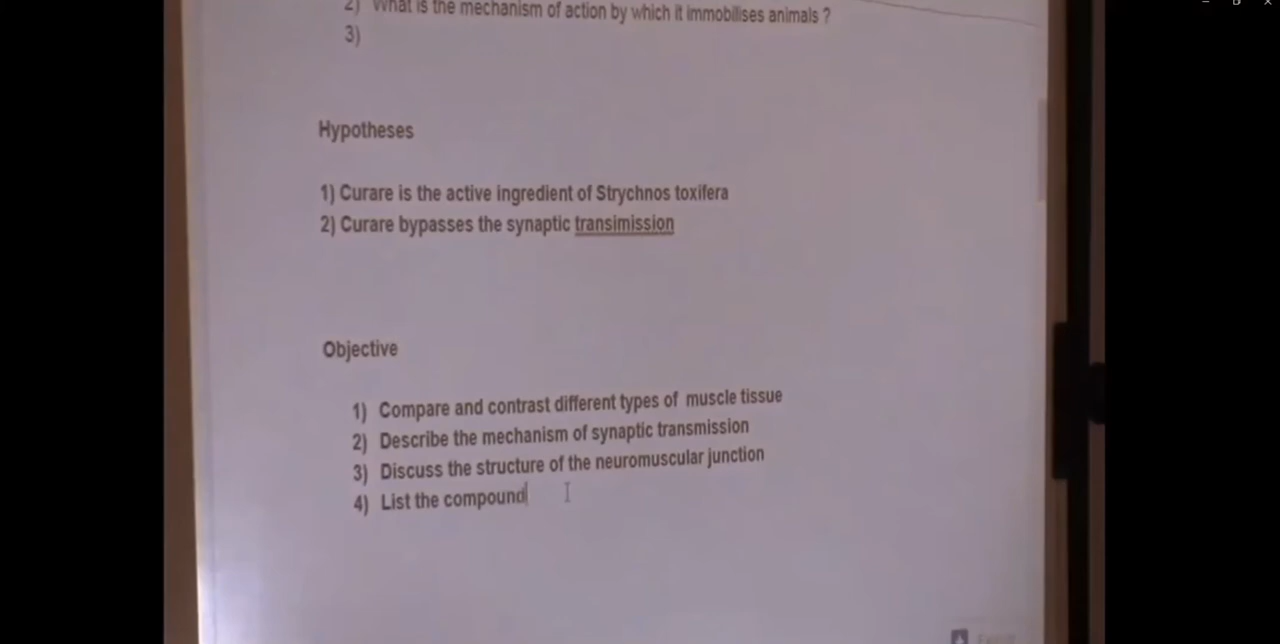 2) What is the mechanism of action by which it immobilises animals ?
3)
Hypotheses
1) Curare is the active ingredient of Strychnos toxifera
2) Curare bypasses the synaptic transimission
Objective
1) Compare and contrast different types of muscle tissue
2) Describe the mechanism of synaptic transmission
3) Discuss the structure of the neuromuscular junction
4) List the compound